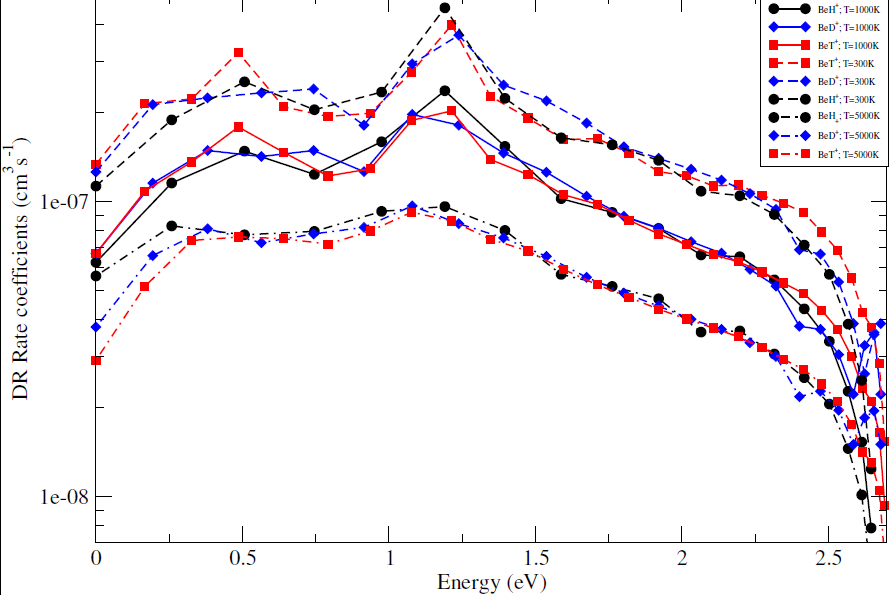 BeH⁺; T=1000K
BeD⁺; T=1000K
BeT⁺; T=1000K
BeT⁺; T=300K
BeD⁺; T=300K
BeH⁺; T=300K
BeH₊; T=5000K
BeD⁺; T=5000K
BeT⁺; T=5000K
DR Rate coefficients (cm³s⁻¹)
1e-07
1e-08
0 0.5 1 1.5 2 2.5
Energy (eV)